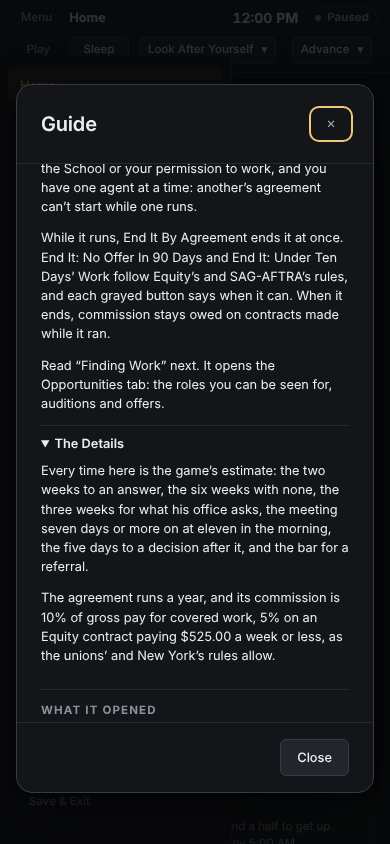 Menu Home 12:00 PM Paused
Play Sleep Look After Yourself ▾ Advance ▾
Guide ×
the School or your permission to work, and you
have one agent at a time: another’s agreement
can’t start while one runs.
While it runs, End It By Agreement ends it at once.
End It: No Offer In 90 Days and End It: Under Ten
Days’ Work follow Equity’s and SAG-AFTRA’s rules,
and each grayed button says when it can. When it
ends, commission stays owed on contracts made
while it ran.
Read “Finding Work” next. It opens the
Opportunities tab: the roles you can be seen for,
auditions and offers.
▼ The Details
Every time here is the game’s estimate: the two
weeks to an answer, the six weeks with none, the
three weeks for what his office asks, the meeting
seven days or more on at eleven in the morning,
the five days to a decision after it, and the bar for a
referral.
The agreement runs a year, and its commission is
10% of gross pay for covered work, 5% on an
Equity contract paying $525.00 a week or less, as
the unions’ and New York’s rules allow.
WHAT IT OPENED
Close
Save & Exit
nd a half to get up